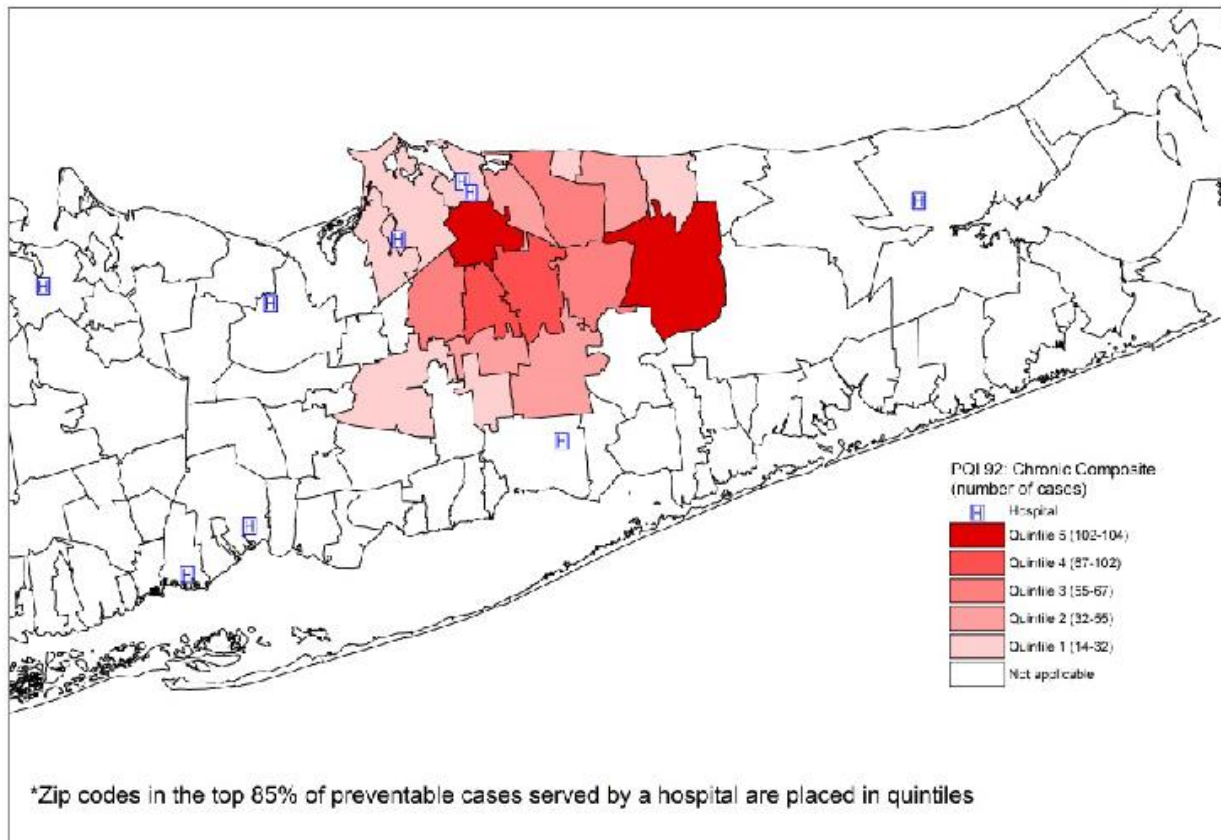 H
H
H
H
H
H
H
H
H
PQI 92: Chronic Composite
(number of cases)
H Hospital
Quintile 5 (102-104)
Quintile 4 (67-102)
Quintile 3 (55-67)
Quintile 2 (32-55)
Quintile 1 (14-32)
Not applicable
*Zip codes in the top 85% of preventable cases served by a hospital are placed in quintiles